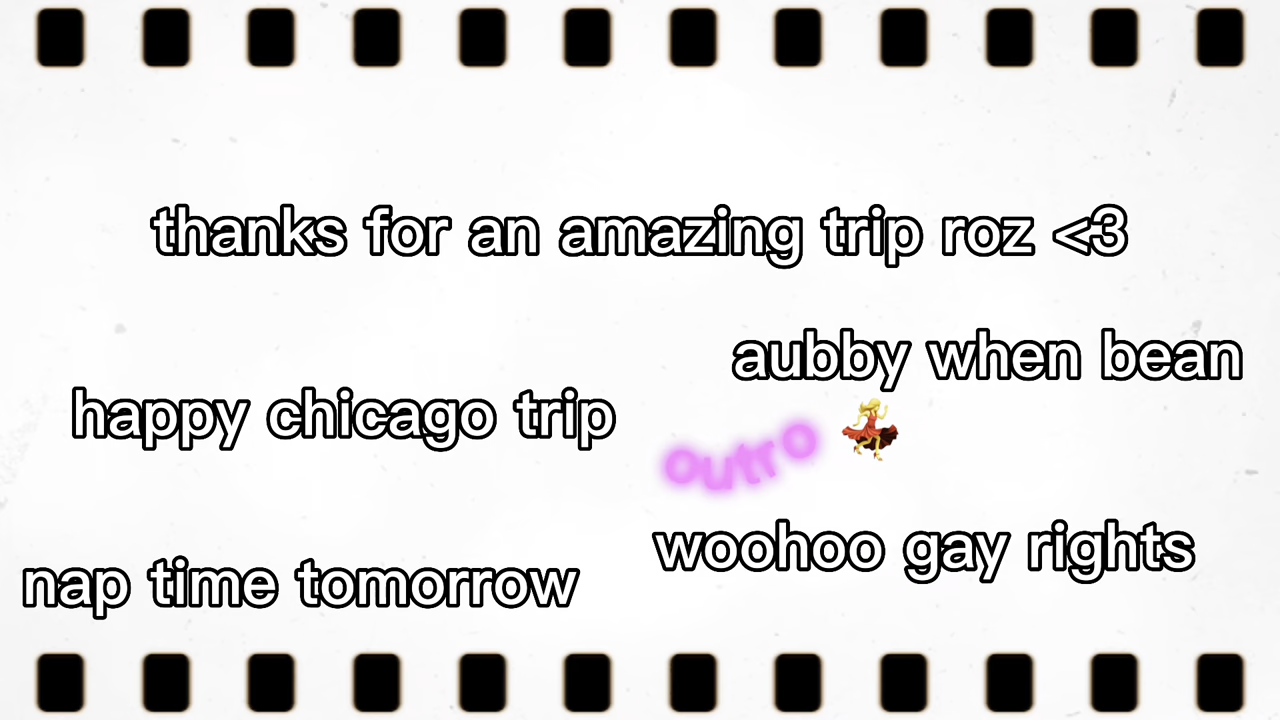 thanks for an amazing trip roz <3
aubby when bean
happy chicago trip
outro 💃
woohoo gay rights
nap time tomorrow